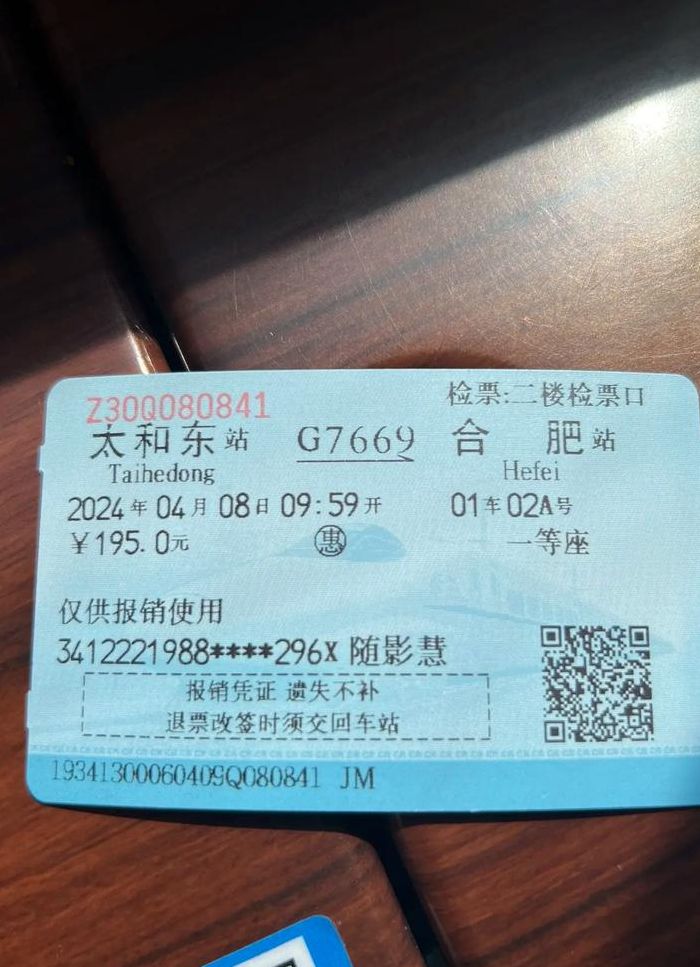 Z30Q080841 检票:二楼检票口
太和东站 G7669 合肥站
Taihedong Hefei
2024年04月08日09:59开 01车02A号
¥195.0元 惠 一等座
仅供报销使用
3412221988****296X 随影慧
报销凭证 遗失不补
退票改签时须交回车站
19341300060409Q080841 JM